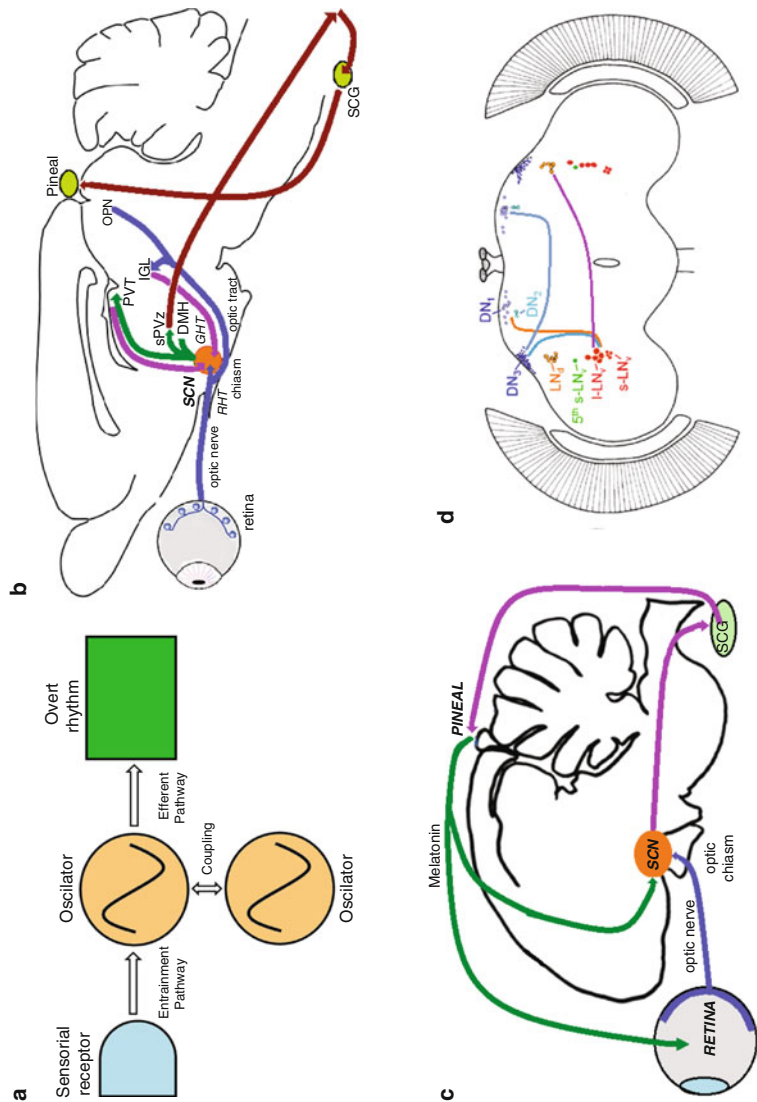 a
Sensorial
receptor
Entrainment
Pathway
Oscilator
Coupling
Oscilator
Efferent
Pathway
Overt
rhythm
b
retina
optic nerve
RHT
chiasm
SCN
optic tract
GHT
DMH
sPVz
PVT
IGL
OPN
Pineal
SCG
c
RETINA
optic nerve
optic
chiasm
SCN
Melatonin
PINEAL
SCG
d
DN1
DN2
DN3
LNd
5th s-LNv
l-LNv
s-LNv